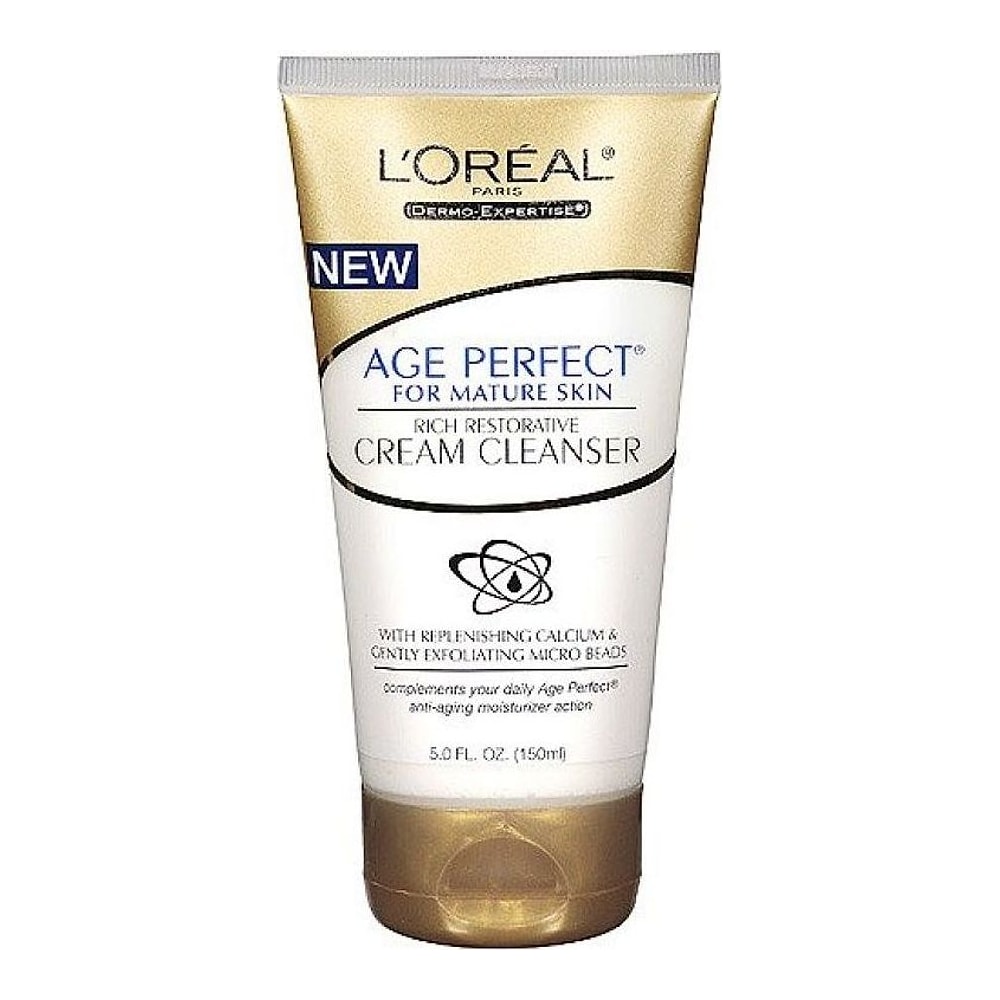 L'ORÉAL®
PARIS
DERMO-EXPERTISE®
NEW
AGE PERFECT®
FOR MATURE SKIN
RICH RESTORATIVE
CREAM CLEANSER
WITH REPLENISHING CALCIUM &
GENTLY EXFOLIATING MICRO BEADS
complements your daily Age Perfect®
anti-aging moisturizer action
5.0 FL. OZ. (150ml)